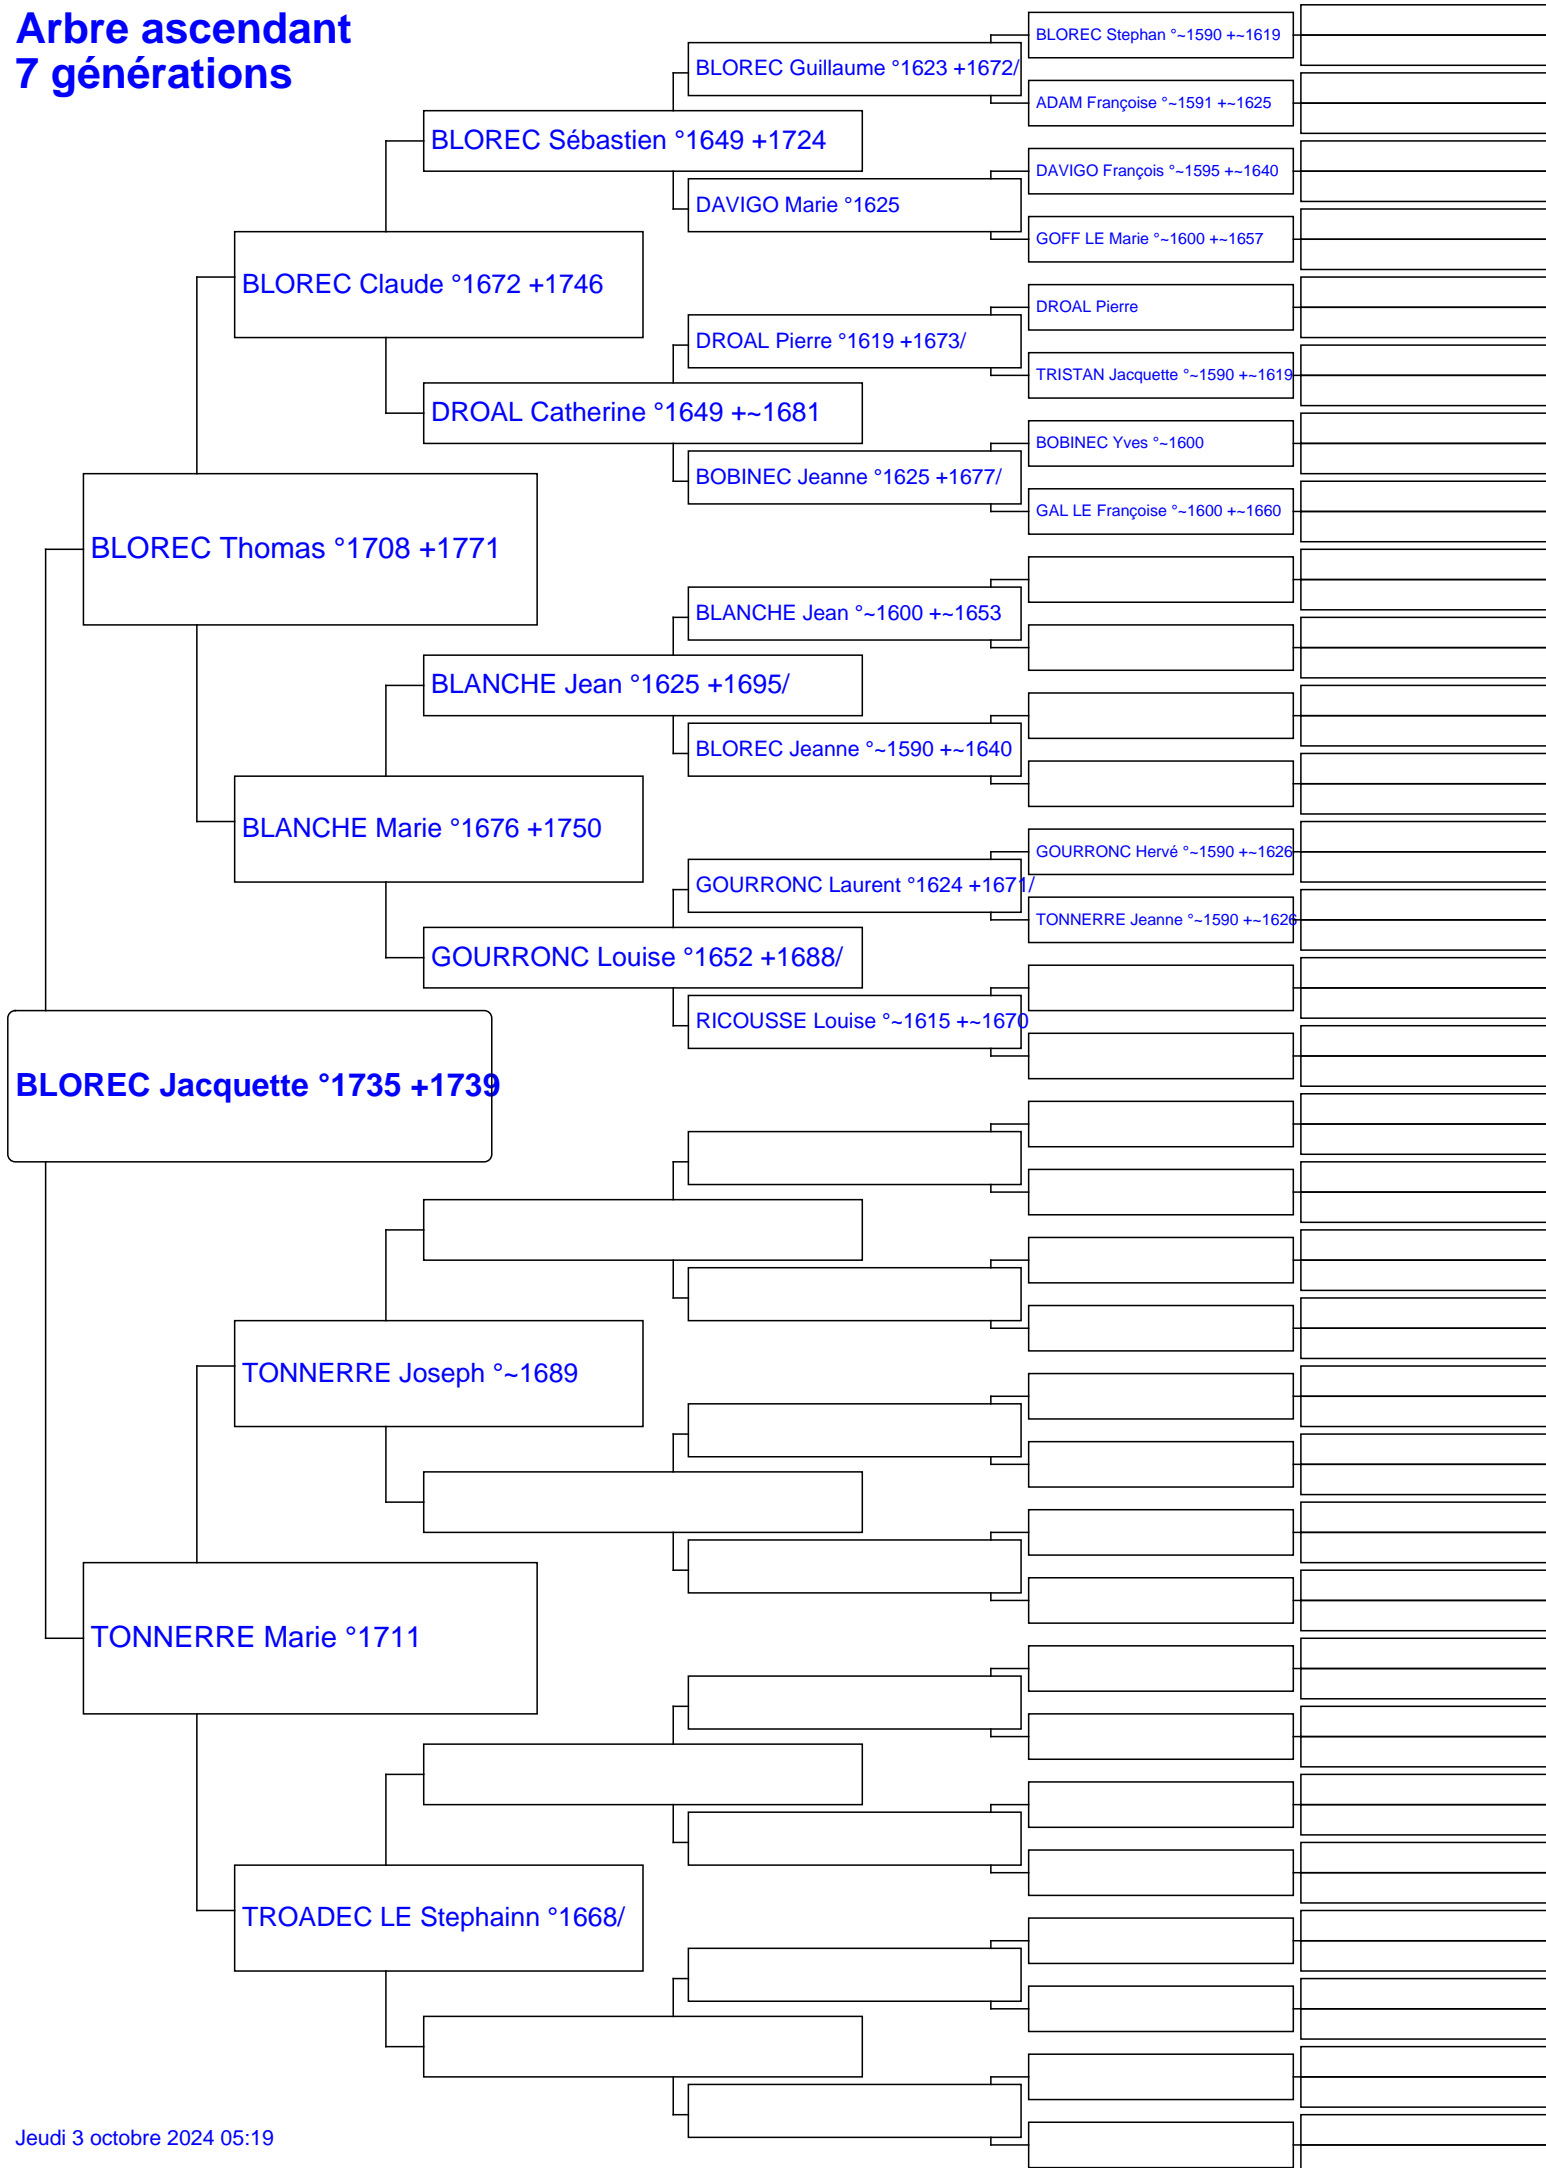 Arbre ascendant
7 générations
BLOREC Stephan °~1590 +~1619
BLOREC Guillaume °1623 +1672/
ADAM Françoise °~1591 +~1625
BLOREC Sébastien °1649 +1724
DAVIGO François °~1595 +~1640
DAVIGO Marie °1625
GOFF LE Marie °~1600 +~1657
BLOREC Claude °1672 +1746
DROAL Pierre
DROAL Pierre °1619 +1673/
TRISTAN Jacquette °~1590 +~1619
DROAL Catherine °1649 +~1681
BOBINEC Yves °~1600
BOBINEC Jeanne °1625 +1677/
GAL LE Françoise °~1600 +~1660
BLOREC Thomas °1708 +1771
BLANCHE Jean °~1600 +~1653
BLANCHE Jean °1625 +1695/
BLOREC Jeanne °~1590 +~1640
BLANCHE Marie °1676 +1750
GOURRONC Hervé °~1590 +~1626
GOURRONC Laurent °1624 +1671/
TONNERRE Jeanne °~1590 +~1626
GOURRONC Louise °1652 +1688/
RICOUSSE Louise °~1615 +~1670
BLOREC Jacquette °1735 +1739
TONNERRE Joseph °~1689
TONNERRE Marie °1711
TROADEC LE Stephainn °1668/
Jeudi 3 octobre 2024 05:19